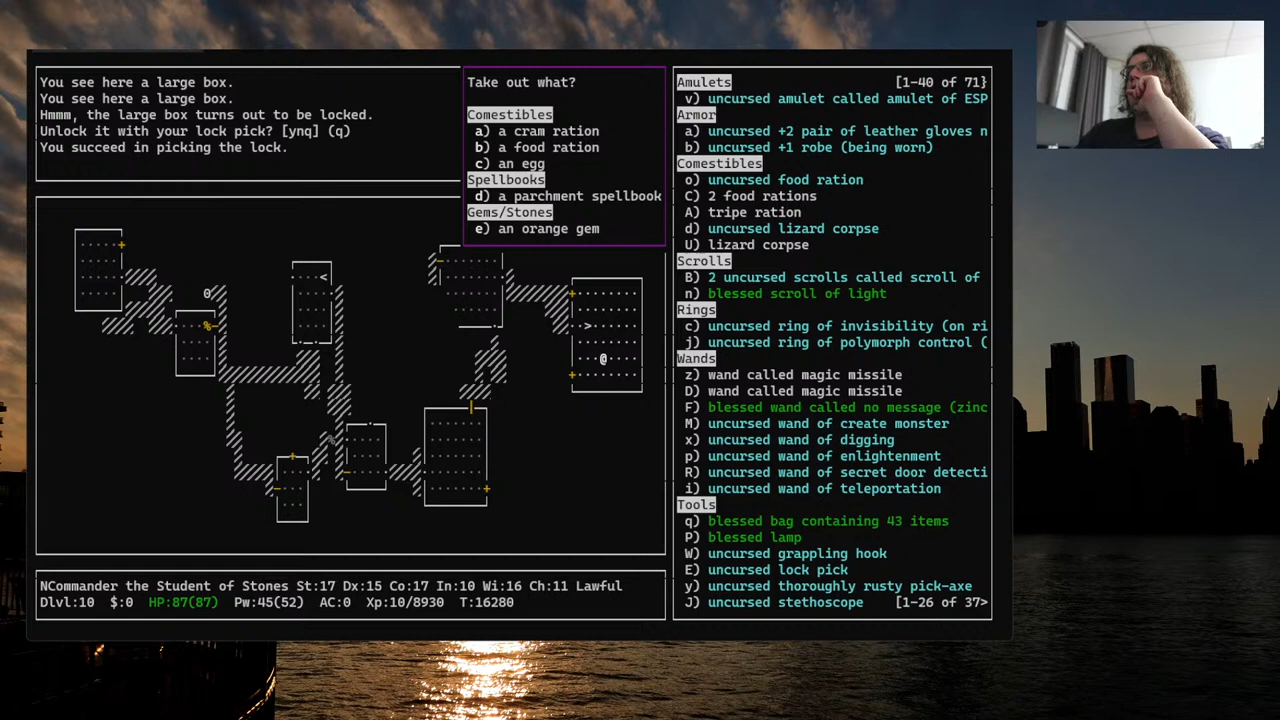 You see here a large box.
You see here a large box.
Hmmm, the large box turns out to be locked.
Unlock it with your lock pick? [ynq] (q)
You succeed in picking the lock.
Take out what?
Comestibles
a) a cram ration
b) a food ration
c) an egg
Spellbooks
d) a parchment spellbook
Gems/Stones
e) an orange gem
Amulets [1-40 of 71}
v) uncursed amulet called amulet of ESP
Armor
a) uncursed +2 pair of leather gloves n
b) uncursed +1 robe (being worn)
Comestibles
o) uncursed food ration
C) 2 food rations
A) tripe ration
d) uncursed lizard corpse
U) lizard corpse
Scrolls
B) 2 uncursed scrolls called scroll of
n) blessed scroll of light
Rings
c) uncursed ring of invisibility (on ri
j) uncursed ring of polymorph control (
Wands
z) wand called magic missile
D) wand called magic missile
F) blessed wand called no message (zinc
M) uncursed wand of create monster
x) uncursed wand of digging
p) uncursed wand of enlightenment
R) uncursed wand of secret door detecti
i) uncursed wand of teleportation
Tools
q) blessed bag containing 43 items
P) blessed lamp
W) uncursed grappling hook
E) uncursed lock pick
y) uncursed thoroughly rusty pick-axe
J) uncursed stethoscope [1-26 of 37>
NCommander the Student of Stones St:17 Dx:15 Co:17 In:10 Wi:16 Ch:11 Lawful
Dlvl:10 $:0 HP:87(87) Pw:45(52) AC:0 Xp:10/8930 T:16280